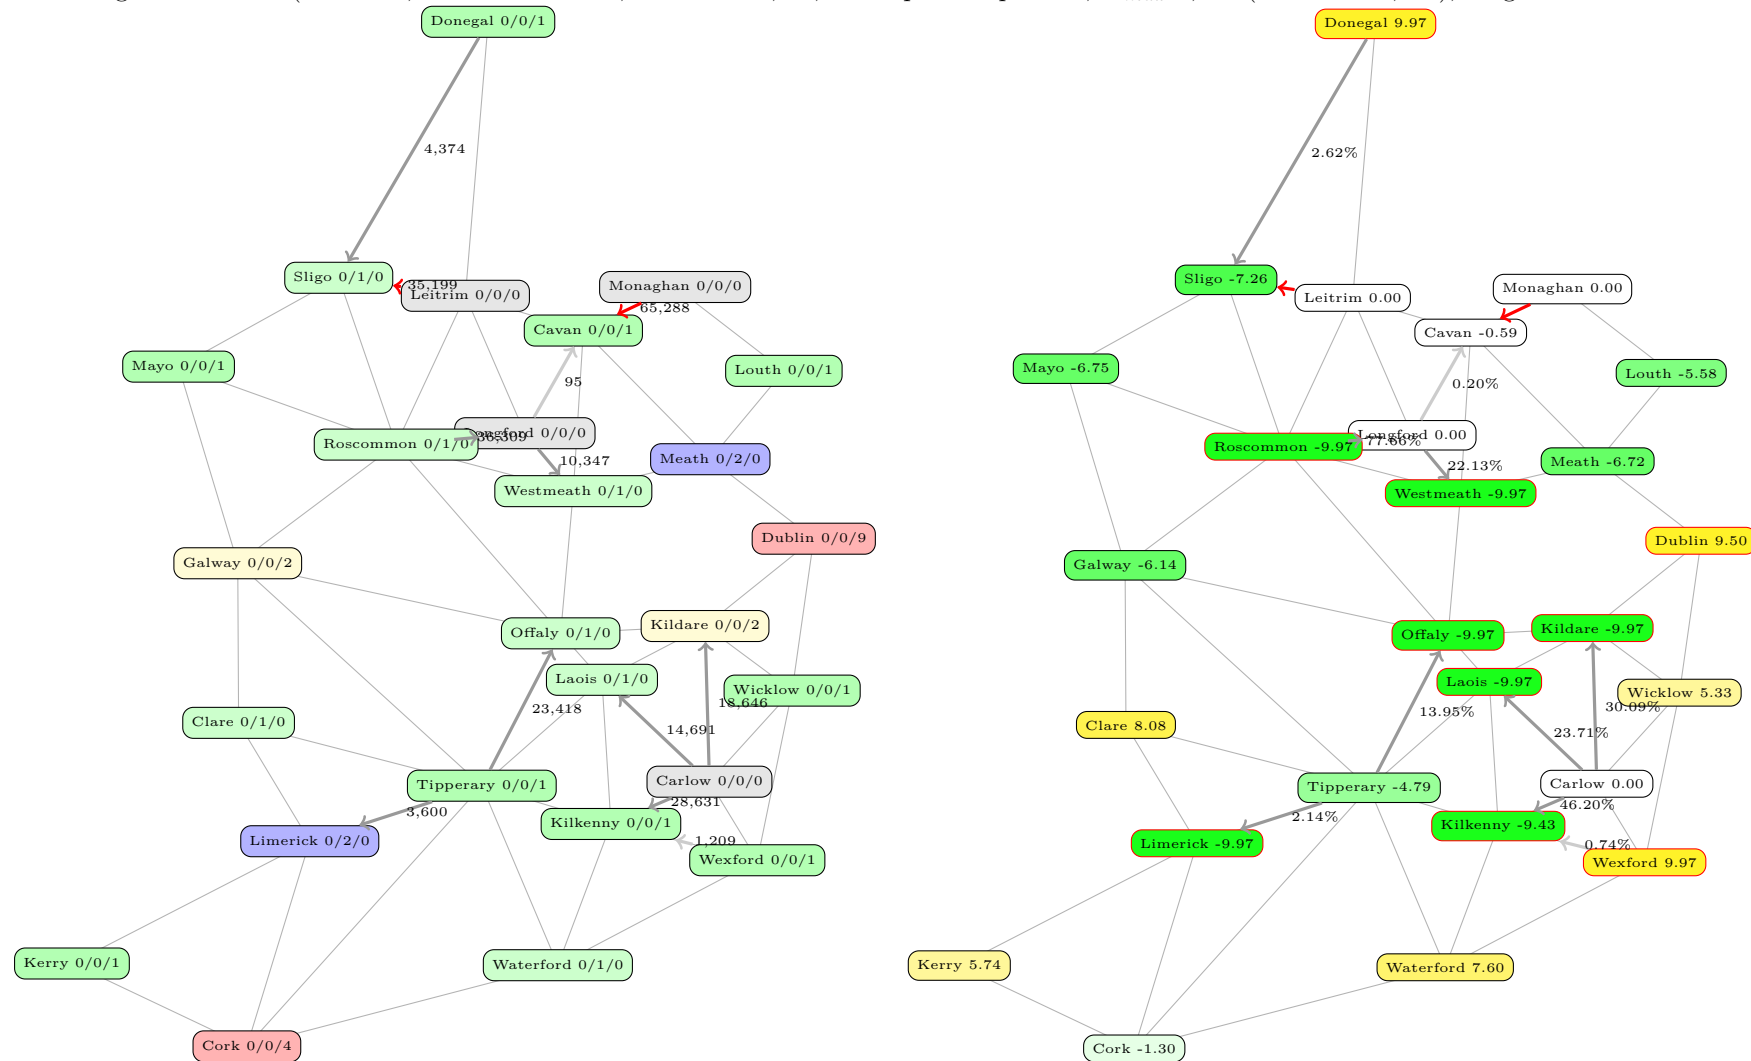 Donegal 0/0/1
4,374
Sligo 0/1/0
35,199
Leitrim 0/0/0
Monaghan 0/0/0
65,288
Cavan 0/0/1
Mayo 0/0/1
Louth 0/0/1
95
Roscommon 0/1/0
36,309
Longford 0/0/0
Meath 0/2/0
10,347
Westmeath 0/1/0
Dublin 0/0/9
Galway 0/0/2
Offaly 0/1/0
Kildare 0/0/2
Laois 0/1/0
Wicklow 0/0/1
18,646
23,418
14,691
Clare 0/1/0
Tipperary 0/0/1
Carlow 0/0/0
28,631
3,600
Kilkenny 0/0/1
Limerick 0/2/0
1,209
Wexford 0/0/1
Kerry 0/0/1
Waterford 0/1/0
Cork 0/0/4
Donegal 9.97
2.62%
Sligo -7.26
Leitrim 0.00
Monaghan 0.00
Cavan -0.59
Mayo -6.75
Louth -5.58
0.20%
Roscommon -9.97
77.66%
Longford 0.00
Meath -6.72
22.13%
Westmeath -9.97
Dublin 9.50
Galway -6.14
Offaly -9.97
Kildare -9.97
Laois -9.97
Wicklow 5.33
30.09%
13.95%
23.71%
Clare 8.08
Tipperary -4.79
Carlow 0.00
46.20%
2.14%
Kilkenny -9.43
Limerick -9.97
0.74%
Wexford 9.97
Kerry 5.74
Waterford 7.60
Cork -1.30